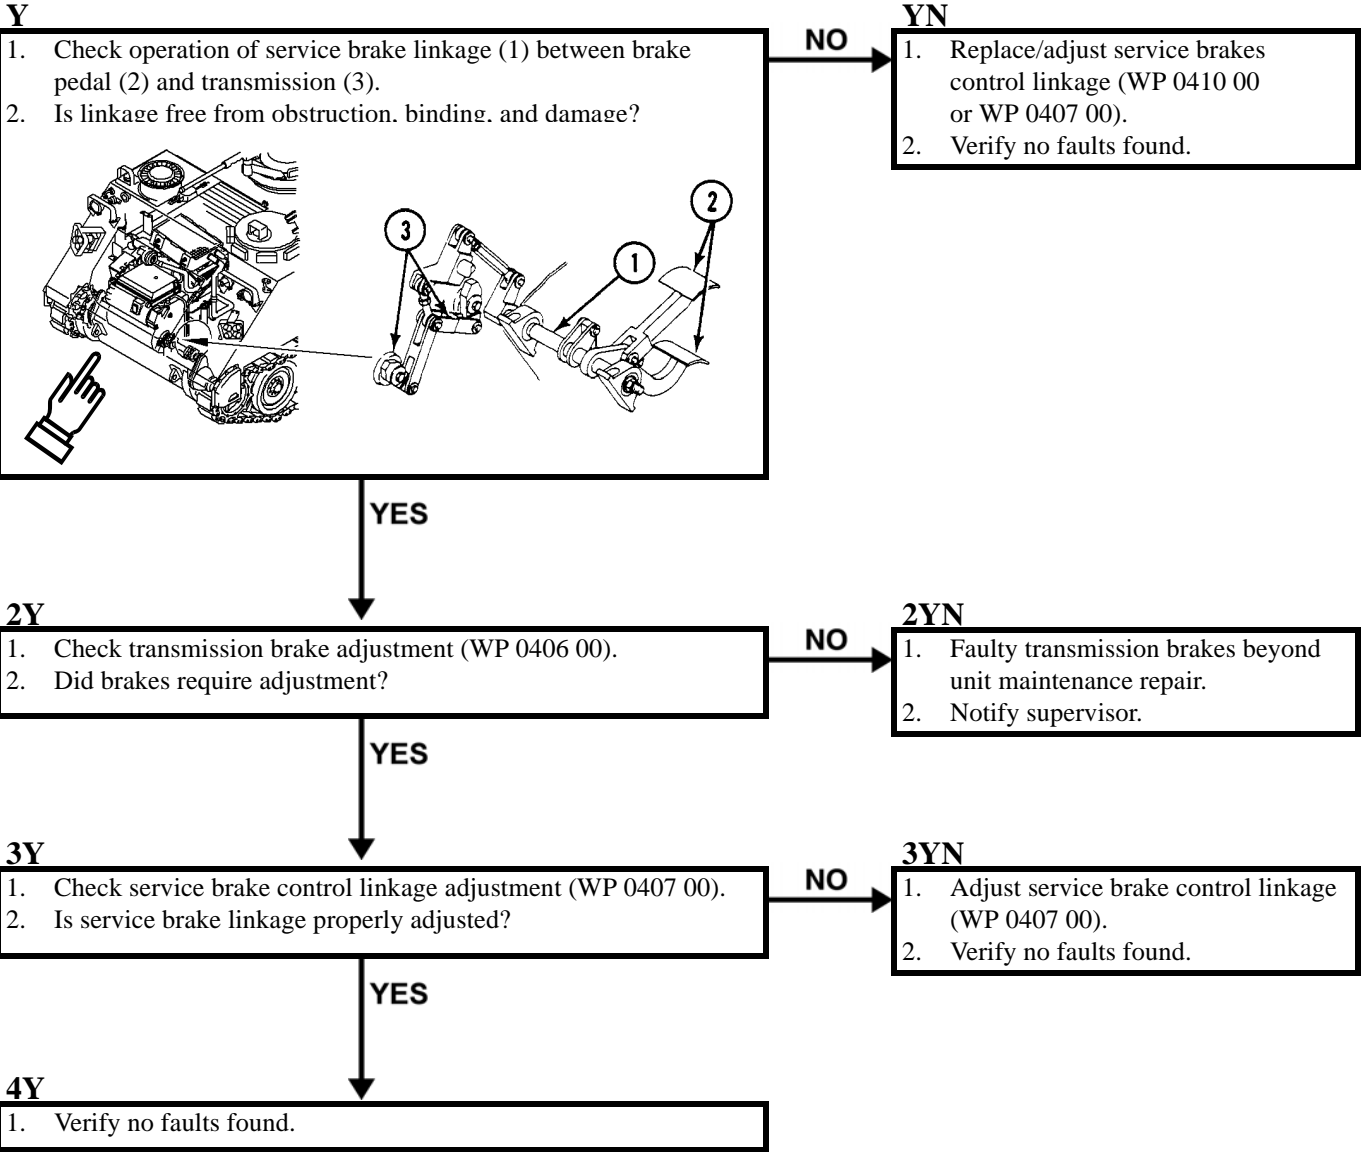 Y
1. Check operation of service brake linkage (1) between brake
pedal (2) and transmission (3).
2. Is linkage free from obstruction, binding, and damage?
NO
YN
1. Replace/adjust service brakes
control linkage (WP 0410 00
or WP 0407 00).
2. Verify no faults found.
3
1
2
YES
2Y
1. Check transmission brake adjustment (WP 0406 00).
2. Did brakes require adjustment?
NO
2YN
1. Faulty transmission brakes beyond
unit maintenance repair.
2. Notify supervisor.
YES
3Y
1. Check service brake control linkage adjustment (WP 0407 00).
2. Is service brake linkage properly adjusted?
NO
3YN
1. Adjust service brake control linkage
(WP 0407 00).
2. Verify no faults found.
YES
4Y
1. Verify no faults found.